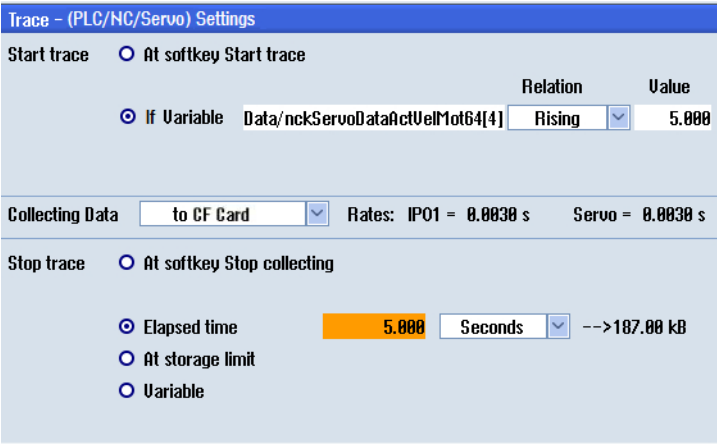 Trace - (PLC/NC/Servo) Settings
Start trace At softkey Start trace
Relation Value
If Variable Data/nckServoDataActVelMot64[4] Rising 5.000
Collecting Data to CF Card Rates: IPO1 = 0.0030 s Servo = 0.0030 s
Stop trace At softkey Stop collecting
Elapsed time 5.000 Seconds -->187.00 kB
At storage limit
Variable